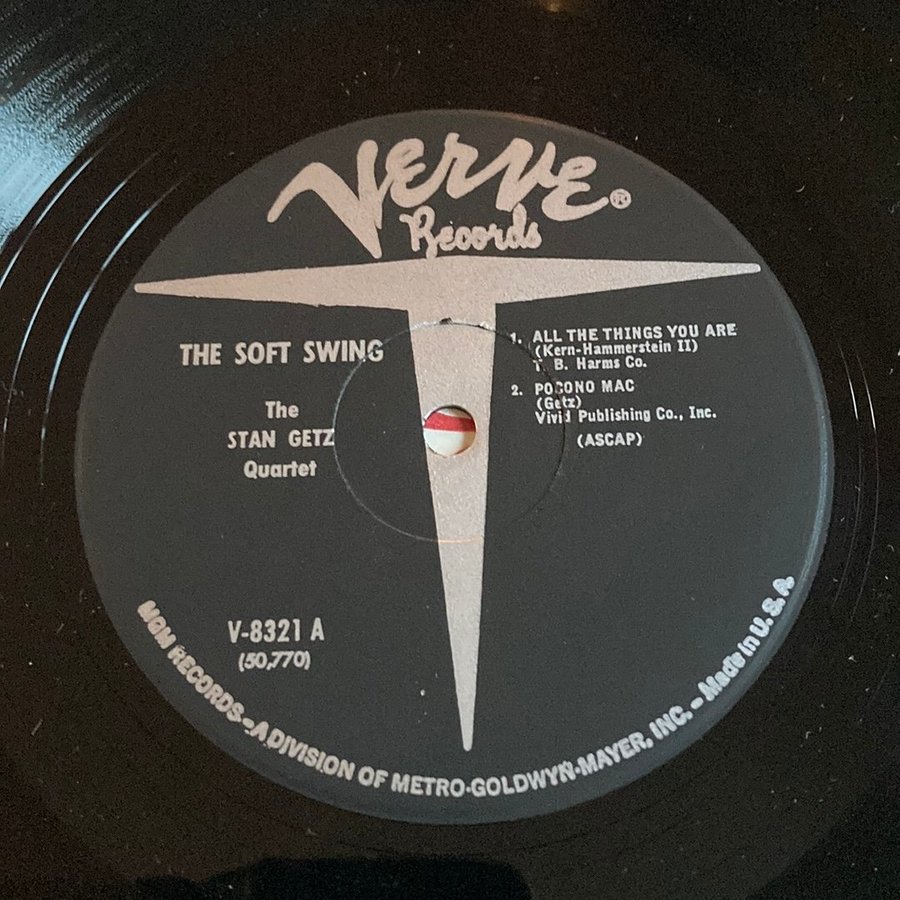 Verve®
Records
THE SOFT SWING
The
STAN GETZ
Quartet
1. ALL THE THINGS YOU ARE
(Kern-Hammerstein II)
T. B. Harms Co.
2. POCONO MAC
(Getz)
Vivid Publishing Co., Inc.
(ASCAP)
V-8321 A
(50,770)
MGM RECORDS - A DIVISION OF METRO-GOLDWYN-MAYER, INC. - Made in U.S.A.